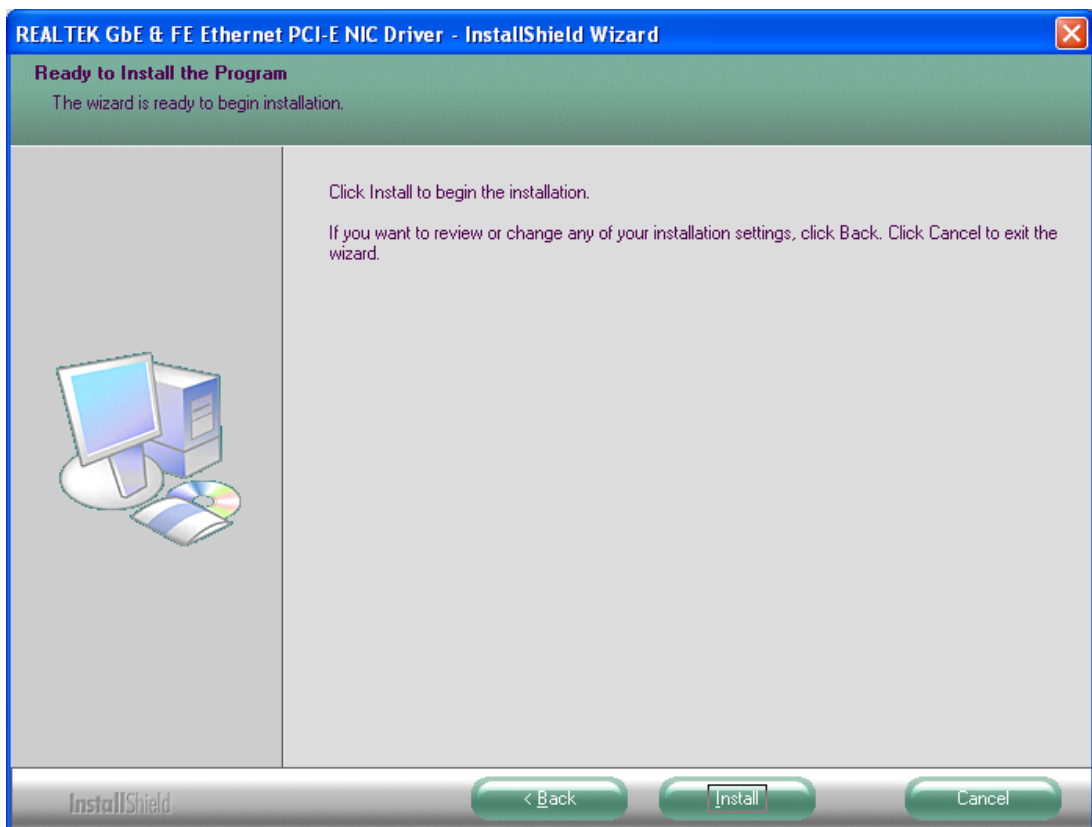 REALTEK GbE & FE Ethernet PCI-E NIC Driver - InstallShield Wizard
Ready to Install the Program
The wizard is ready to begin installation.
Click Install to begin the installation.
If you want to review or change any of your installation settings, click Back. Click Cancel to exit the
wizard.
InstallShield
< Back
Install
Cancel